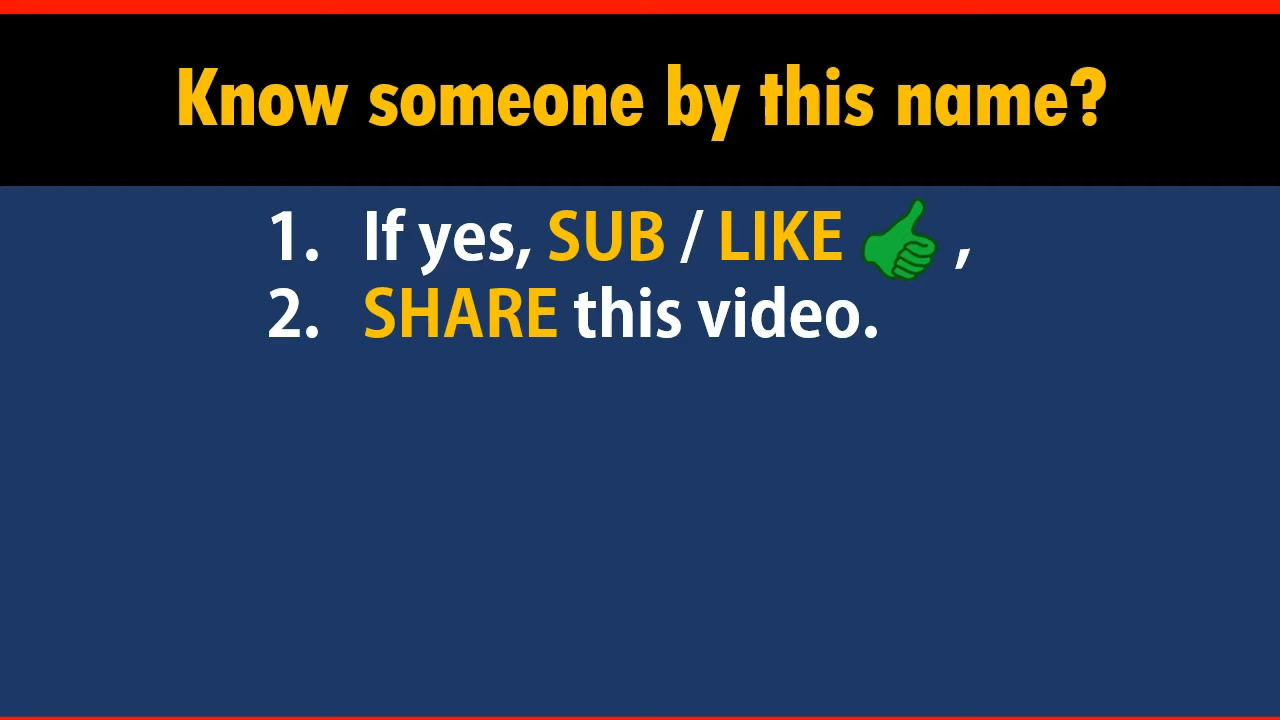 Know someone by this name?
1. If yes, SUB / LIKE ,
2. SHARE this video.